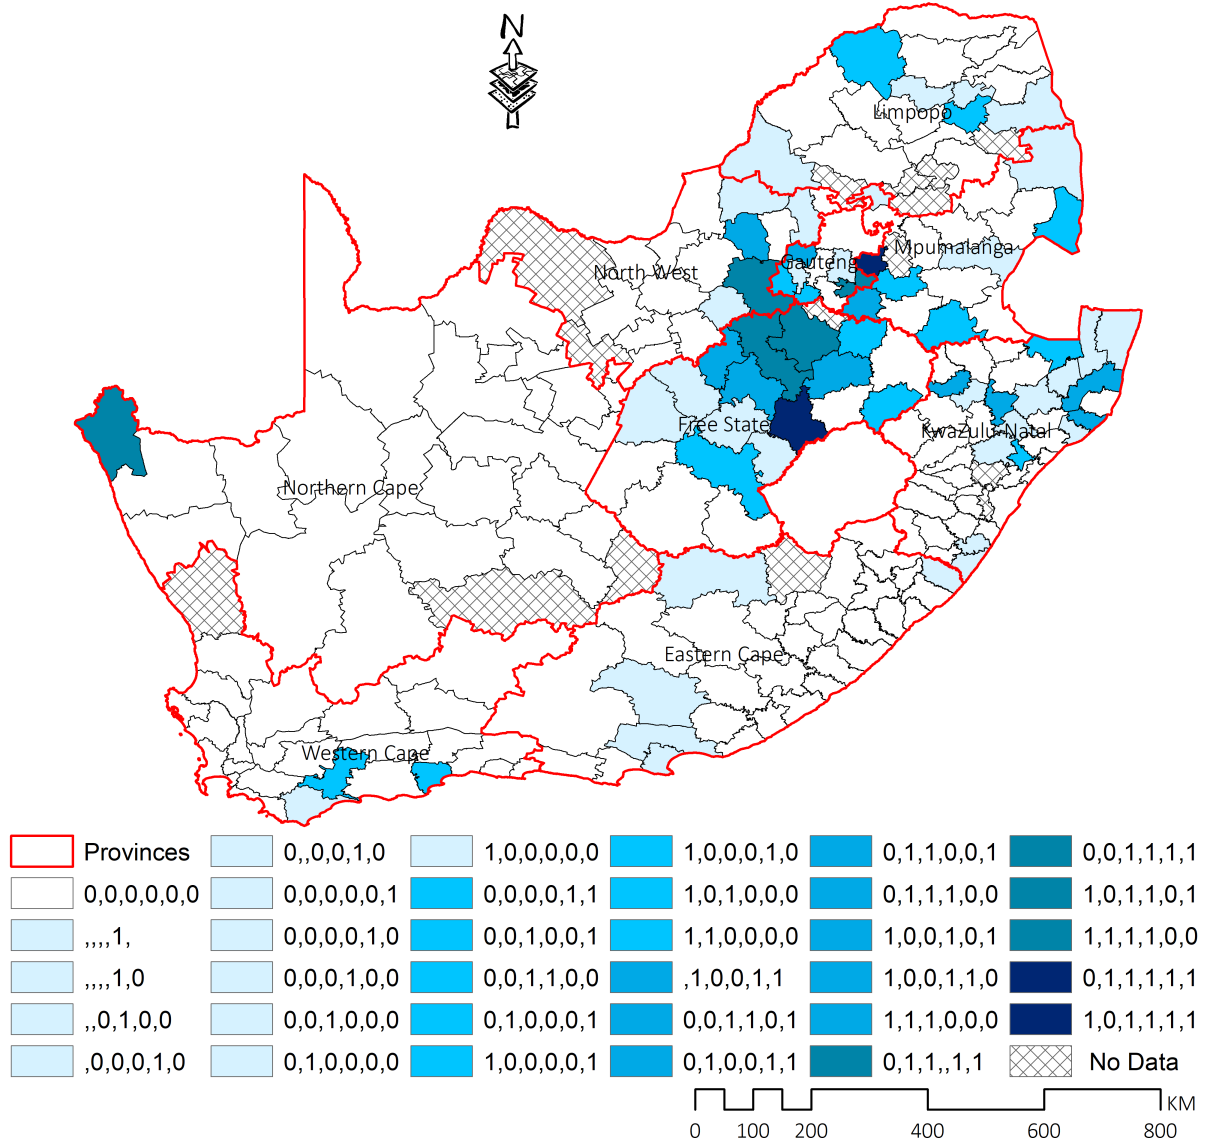 N
Limpopo
Mpumalanga
Gauteng
North West
Free State
KwaZulu-Natal
Northern Cape
Eastern Cape
Western Cape
Provinces
0,,0,0,1,0
1,0,0,0,0,0
1,0,0,0,1,0
0,1,1,0,0,1
0,0,1,1,1,1
0,0,0,0,0,0
0,0,0,0,0,1
0,0,0,0,1,1
1,0,1,0,0,0
0,1,1,1,0,0
1,0,1,1,0,1
,,,,1,
0,0,0,0,1,0
0,0,1,0,0,1
1,1,0,0,0,0
1,0,0,1,0,1
1,1,1,1,0,0
,,,,1,0
0,0,0,1,0,0
0,0,1,1,0,0
,1,0,0,1,1
1,0,0,1,1,0
0,1,1,1,1,1
,,0,1,0,0
0,0,1,0,0,0
0,1,0,0,0,1
0,0,1,1,0,1
1,1,1,0,0,0
1,0,1,1,1,1
,0,0,0,1,0
0,1,0,0,0,0
1,0,0,0,0,1
0,1,0,0,1,1
0,1,1,,1,1
No Data
KM
0 100 200 400 600 800